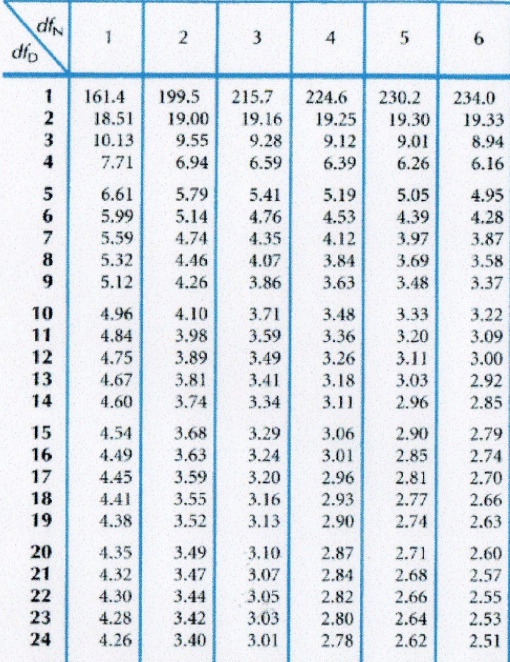 df_N 1 2 3 4 5 6
df_D
1 161.4 199.5 215.7 224.6 230.2 234.0
2 18.51 19.00 19.16 19.25 19.30 19.33
3 10.13 9.55 9.28 9.12 9.01 8.94
4 7.71 6.94 6.59 6.39 6.26 6.16
5 6.61 5.79 5.41 5.19 5.05 4.95
6 5.99 5.14 4.76 4.53 4.39 4.28
7 5.59 4.74 4.35 4.12 3.97 3.87
8 5.32 4.46 4.07 3.84 3.69 3.58
9 5.12 4.26 3.86 3.63 3.48 3.37
10 4.96 4.10 3.71 3.48 3.33 3.22
11 4.84 3.98 3.59 3.36 3.20 3.09
12 4.75 3.89 3.49 3.26 3.11 3.00
13 4.67 3.81 3.41 3.18 3.03 2.92
14 4.60 3.74 3.34 3.11 2.96 2.85
15 4.54 3.68 3.29 3.06 2.90 2.79
16 4.49 3.63 3.24 3.01 2.85 2.74
17 4.45 3.59 3.20 2.96 2.81 2.70
18 4.41 3.55 3.16 2.93 2.77 2.66
19 4.38 3.52 3.13 2.90 2.74 2.63
20 4.35 3.49 3.10 2.87 2.71 2.60
21 4.32 3.47 3.07 2.84 2.68 2.57
22 4.30 3.44 3.05 2.82 2.66 2.55
23 4.28 3.42 3.03 2.80 2.64 2.53
24 4.26 3.40 3.01 2.78 2.62 2.51